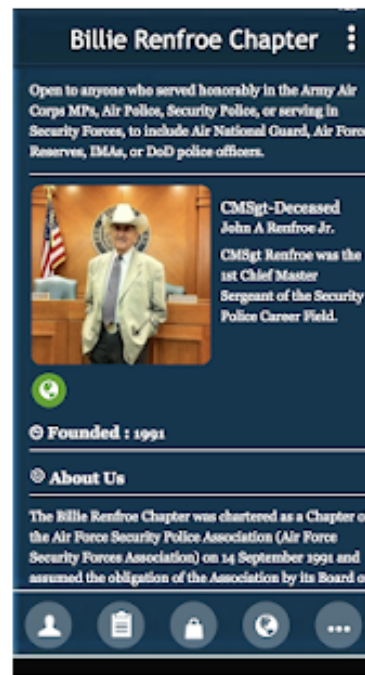 Billie Renfroe Chapter
Open to anyone who served honorably in the Army Air
Corps MPs, Air Police, Security Police, or serving in
Security Forces, to include Air National Guard, Air Forc
Reserves, IMAs, or DoD police officers.
CMSgt-Deceased
John A Renfroe Jr.
CMSgt Renfroe was the
1st Chief Master
Sergeant of the Security
Police Career Field.
Founded : 1991
About Us
The Billie Renfroe Chapter was chartered as a Chapter o
the Air Force Security Police Association (Air Force
Security Forces Association) on 14 September 1991 and
assumed the obligation of the Association by its Board o